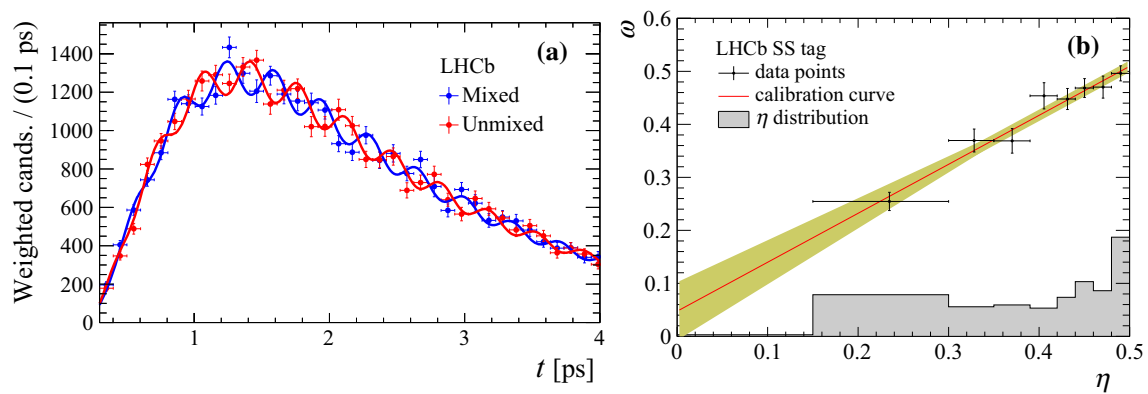 Weighted cands. / (0.1 ps)
1400
1200
1000
800
600
400
200
0
(a)
LHCb
Mixed
Unmixed
1
2
3
4
t [ps]
ω
0.6
0.5
0.4
0.3
0.2
0.1
0
(b)
LHCb SS tag
data points
calibration curve
η distribution
0
0.1
0.2
0.3
0.4
0.5
η